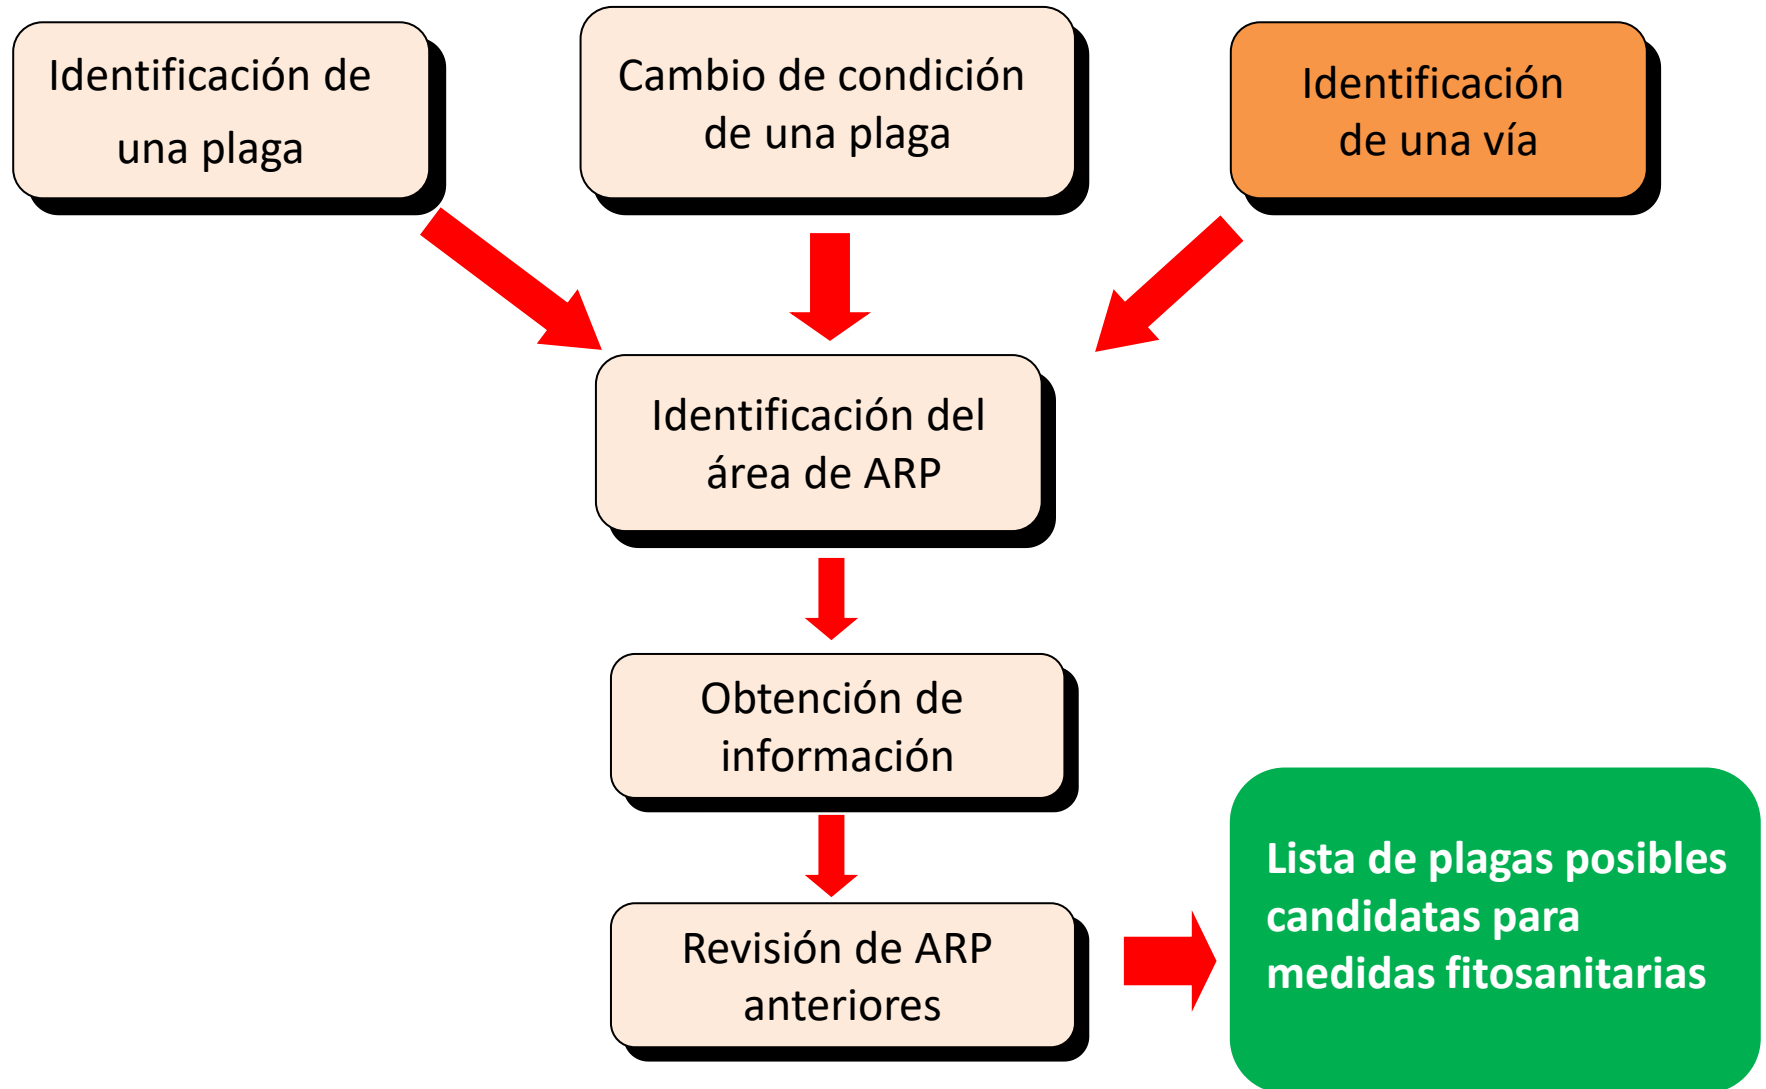 Identificación de
una plaga
Cambio de condición
de una plaga
Identificación
de una vía
Identificación del
área de ARP
Obtención de
información
Revisión de ARP
anteriores
Lista de plagas posibles
candidatas para
medidas fitosanitarias